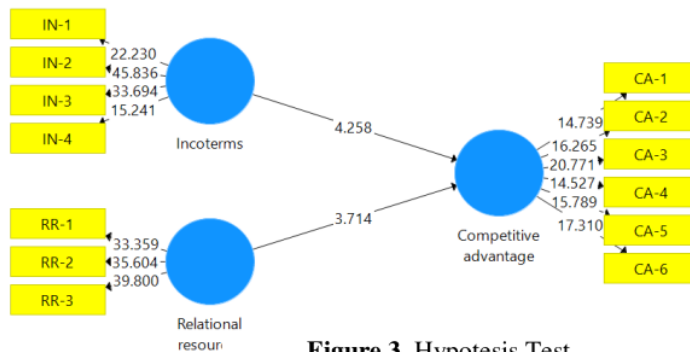 IN-1
IN-2
IN-3
IN-4
22.230
45.836
33.694
15.241
Incoterms
4.258
RR-1
RR-2
RR-3
33.359
35.604
39.800
Relational
3.714
Competitive
advantage
14.739
16.265
20.771
14.527
15.789
17.310
CA-1
CA-2
CA-3
CA-4
CA-5
CA-6
Figure 3. Hypotesis Test